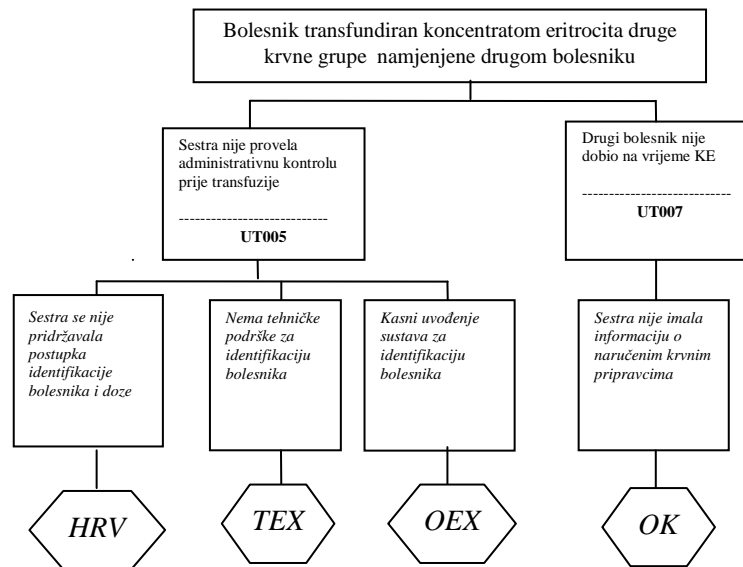 Bolesnik transfundiran koncentratom eritrocita druge
krvne grupe namjenjene drugom bolesniku
Sestra nije provela
administrativnu kontrolu
prije transfuzije
----------------------------
UT005
Drugi bolesnik nije
dobio na vrijeme KE
----------------------------
UT007
.
Sestra se nije
pridržavala
postupka
identifikacije
bolesnika i doze
Nema tehničke
podrške za
identifikaciju
bolesnika
Kasni uvođenje
sustava za
identifikaciju
bolesnika
Sestra nije imala
informaciju o
naručenim krvnim
pripravcima
HRV
TEX
OEX
OK